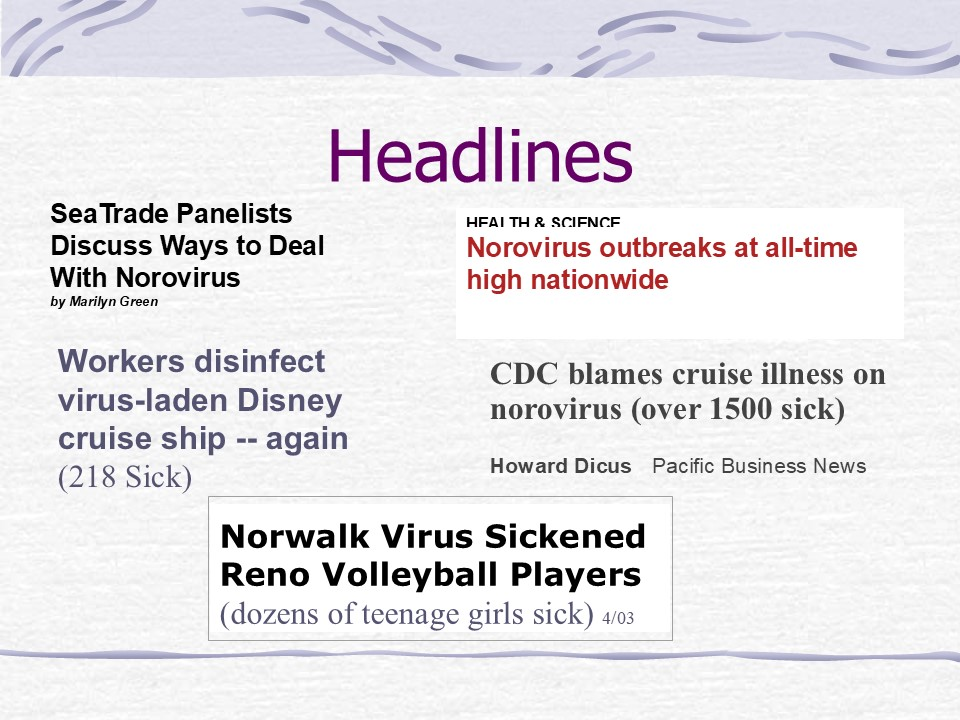 Headlines
SeaTrade Panelists
Discuss Ways to Deal
With Norovirus
by Marilyn Green
HEALTH & SCIENCE
Norovirus outbreaks at all-time
high nationwide
Workers disinfect
virus-laden Disney
cruise ship -- again
(218 Sick)
CDC blames cruise illness on
norovirus (over 1500 sick)
Howard Dicus Pacific Business News
Norwalk Virus Sickened
Reno Volleyball Players
(dozens of teenage girls sick) 4/03